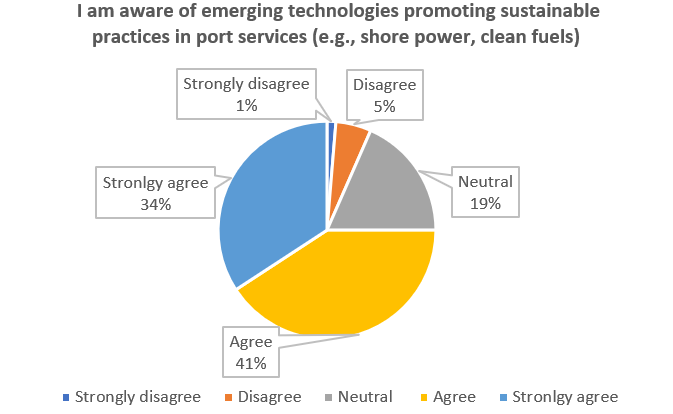 I am aware of emerging technologies promoting sustainable
practices in port services (e.g., shore power, clean fuels)
Strongly disagree
1%
Disagree
5%
Stronlgy agree
34%
Neutral
19%
Agree
41%
Strongly disagree
Disagree
Neutral
Agree
Stronlgy agree